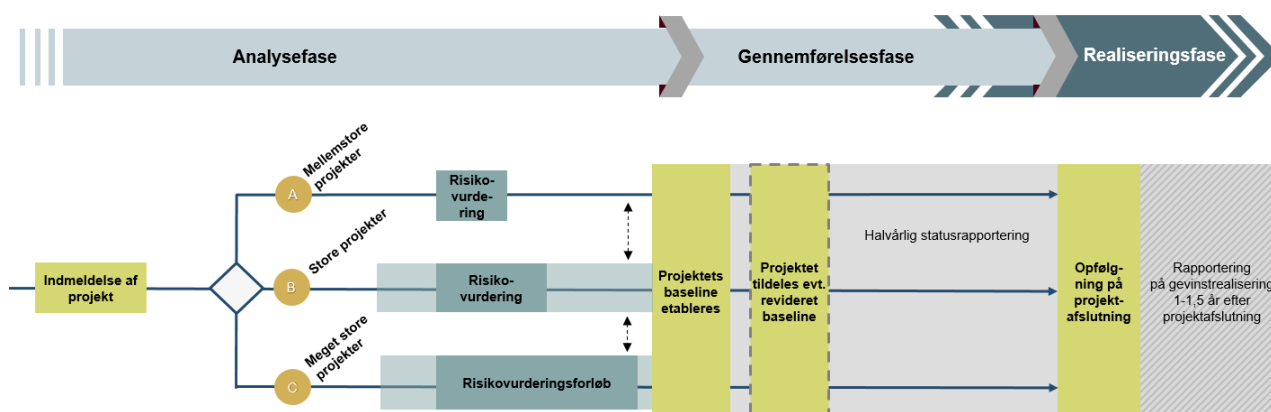 Analysefase
Gennemførelsesfase
Realiseringsfase
Mellemstore
projekter
A
Risiko-
vurde-
ring
Store projekter
Halvårlig statusrapportering
Indmeldelse af
projekt
B
Risiko-
vurdering
Projektets
baseline
etableres
Projektet
tildeles evt.
revideret
baseline
Opfølg-
ning på
projekt-
afslutning
Rapportering
på gevinstrealisering
1-1,5 år efter
projektafslutning
Meget store
projekter
C
Risikovurderingsforløb